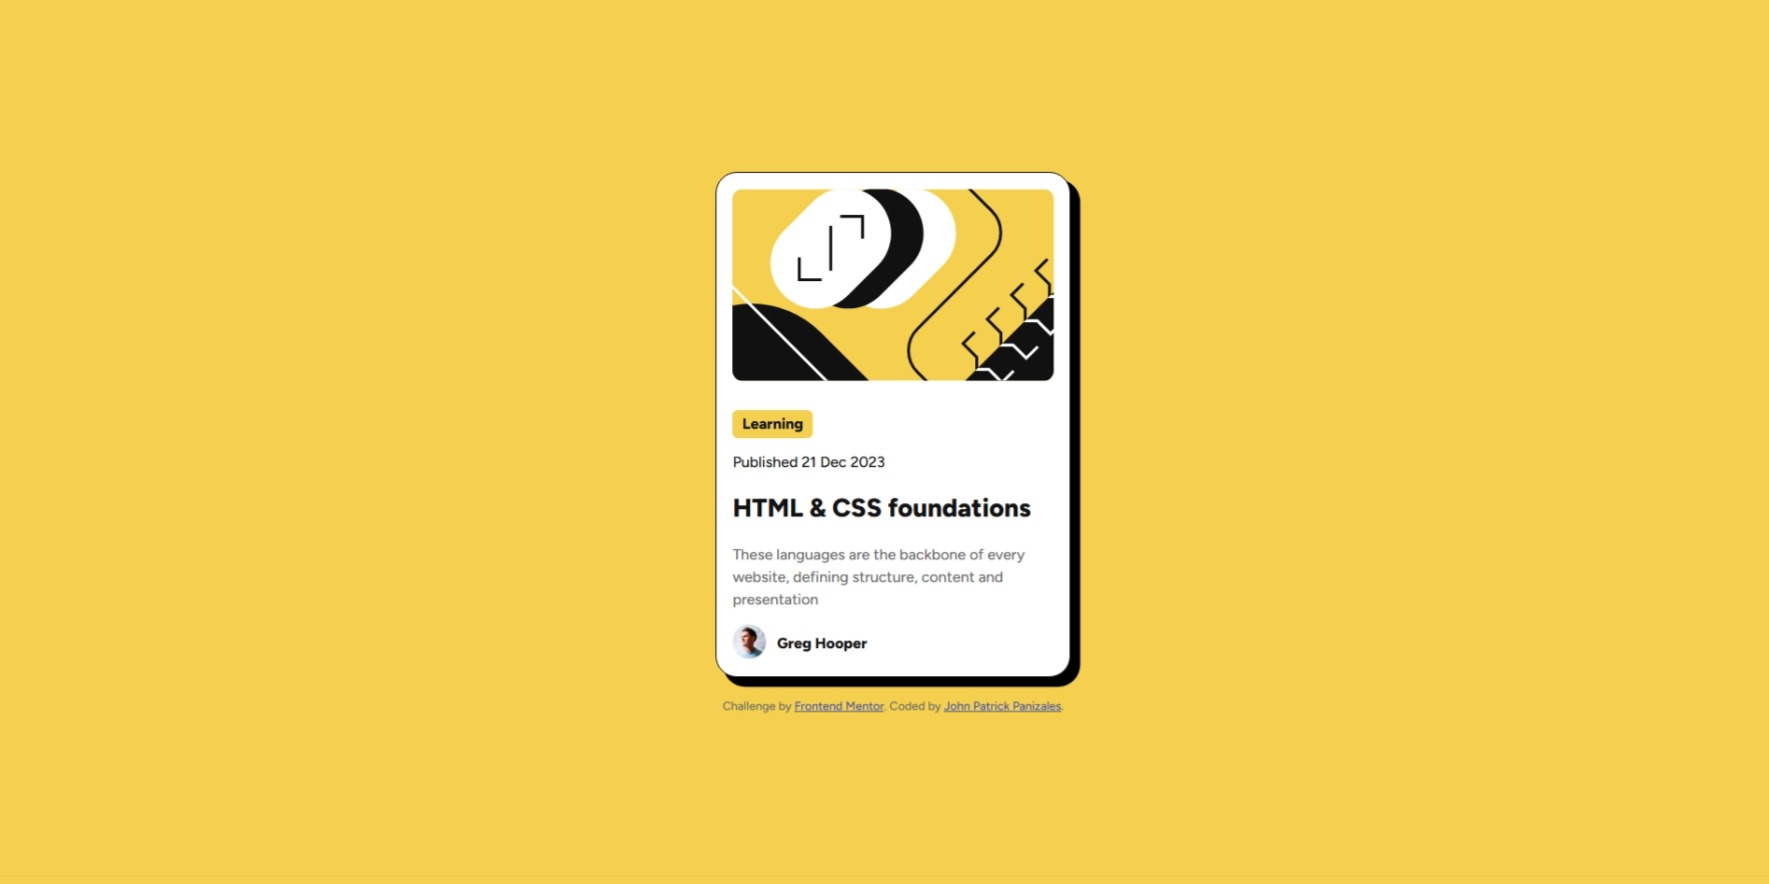 Learning
Published 21 Dec 2023
HTML & CSS foundations
These languages are the backbone of every
website, defining structure, content and
presentation
Greg Hooper
Challenge by Frontend Mentor. Coded by John Patrick Panizales.